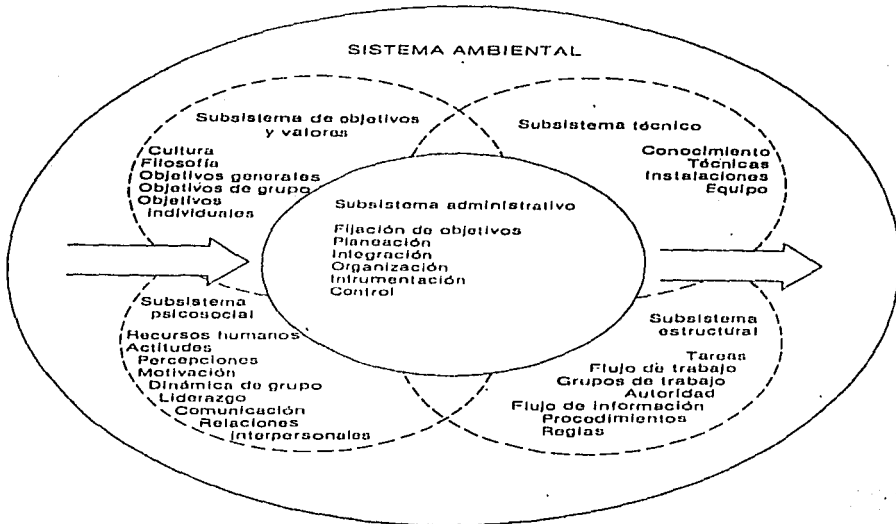 SISTEMA AMBIENTAL
Subsistema de objetivos
y valores
Cultura
Filosofía
Objetivos generales
Objetivos de grupo
Objetivos
Individuales
Subsistema técnico
Conocimiento
Técnicas
Instalaciones
Equipo
Subsistema administrativo
Fijación de objetivos
Planeación
Integración
Organización
Intrumentación
Control
Subsistema
psicosocial
Recursos humanos
Actitudes
Percepciones
Motivación
Dinámica de grupo
Liderazgo
Comunicación
Relaciones
Interpersonales
Subsistema
estructural
Tareas
Flujo de trabajo
Grupos de trabajo
Autoridad
Flujo de información
Procedimientos
Reglas